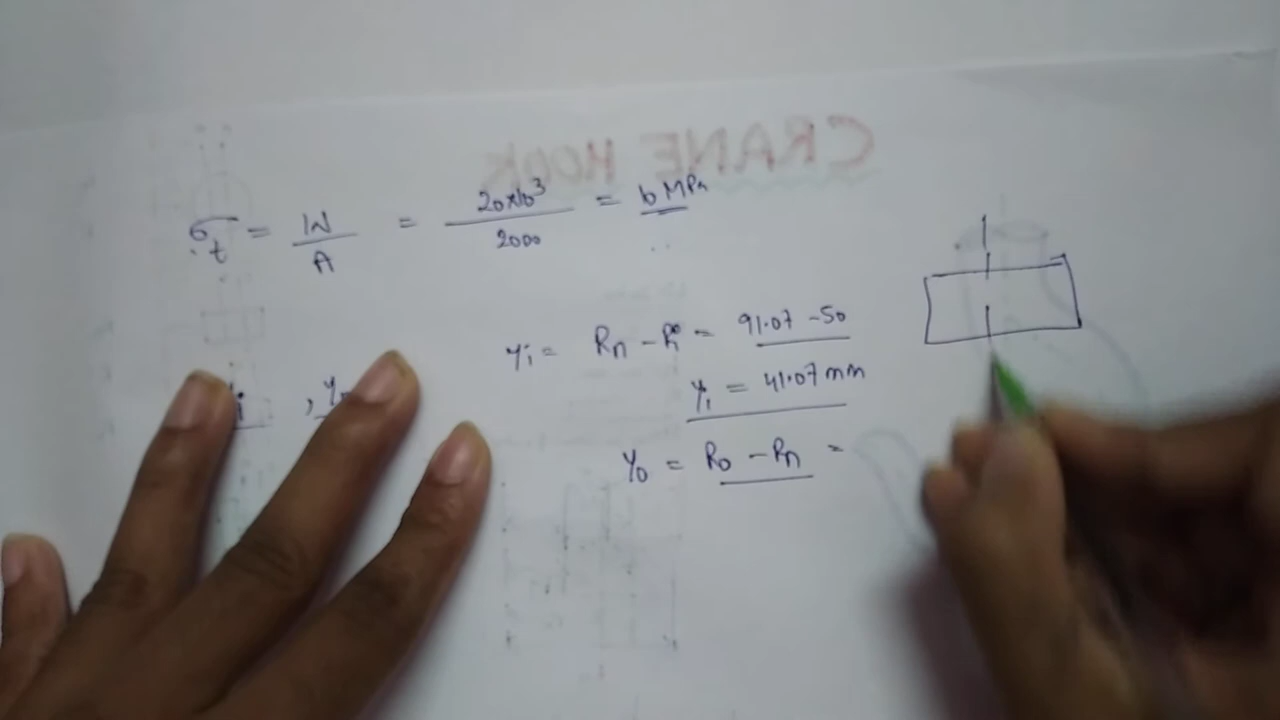 CRANE HOOK
σt = W/A = 20×10³/2000 = 10 MPa
yi = Rn - Ri = 91.07 - 50
yi = 41.07 mm
, yo
yo = Ro - Rn =